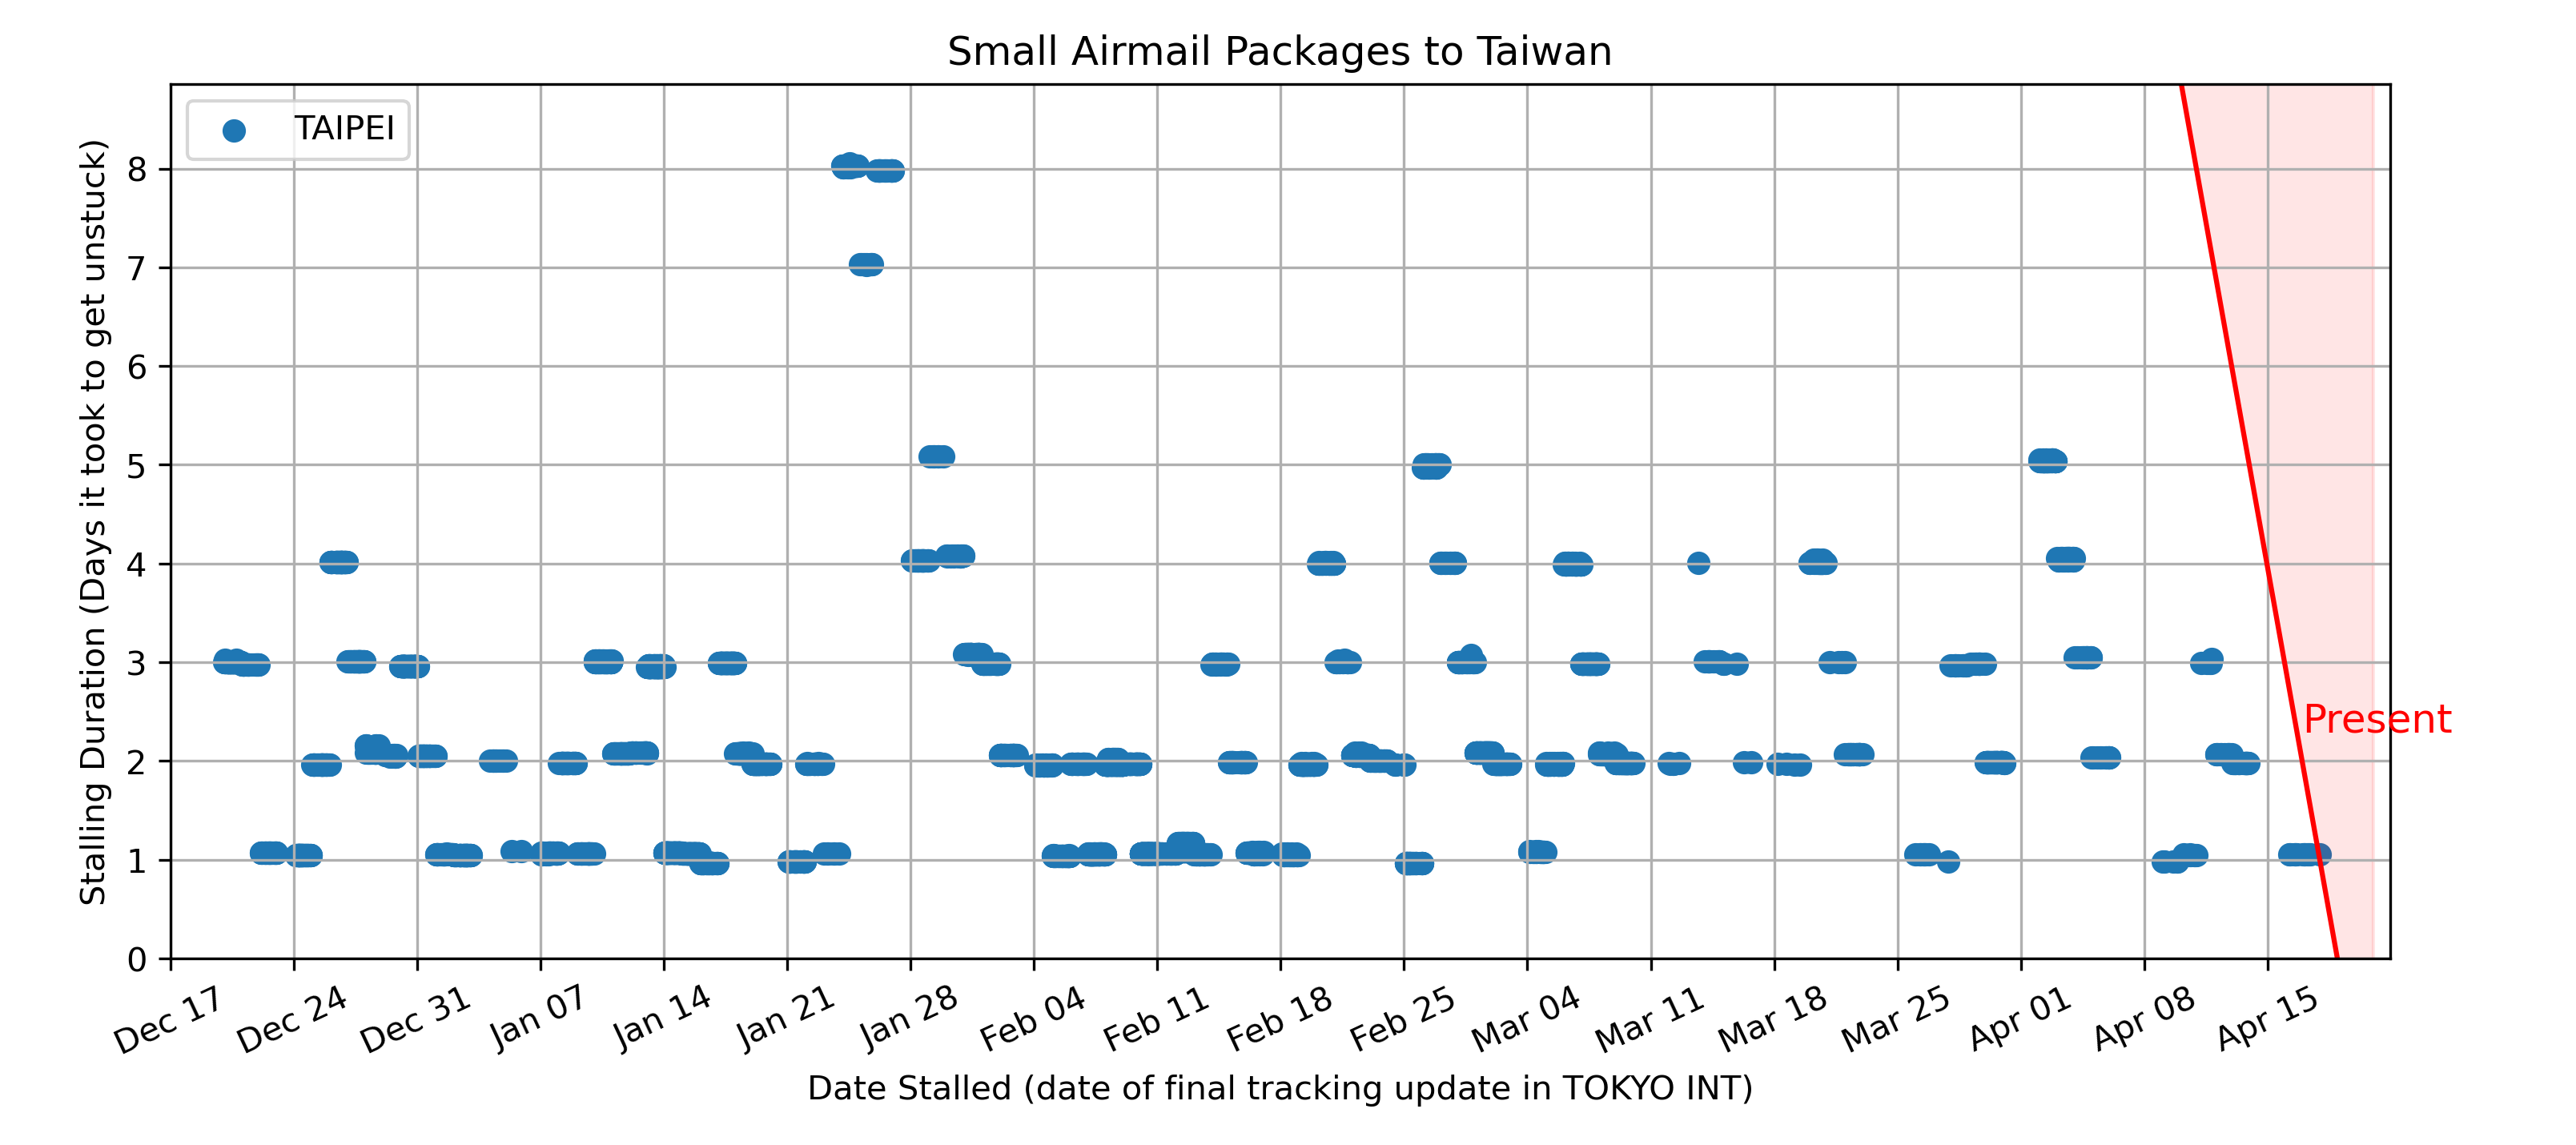 Small Airmail Packages to Taiwan
TAIPEI
Stalling Duration (Days it took to get unstuck)
8
7
6
5
4
3
2
1
0
Present
Dec 17
Dec 24
Dec 31
Jan 07
Jan 14
Jan 21
Jan 28
Feb 04
Feb 11
Feb 18
Feb 25
Mar 04
Mar 11
Mar 18
Mar 25
Apr 01
Apr 08
Apr 15
Date Stalled (date of final tracking update in TOKYO INT)